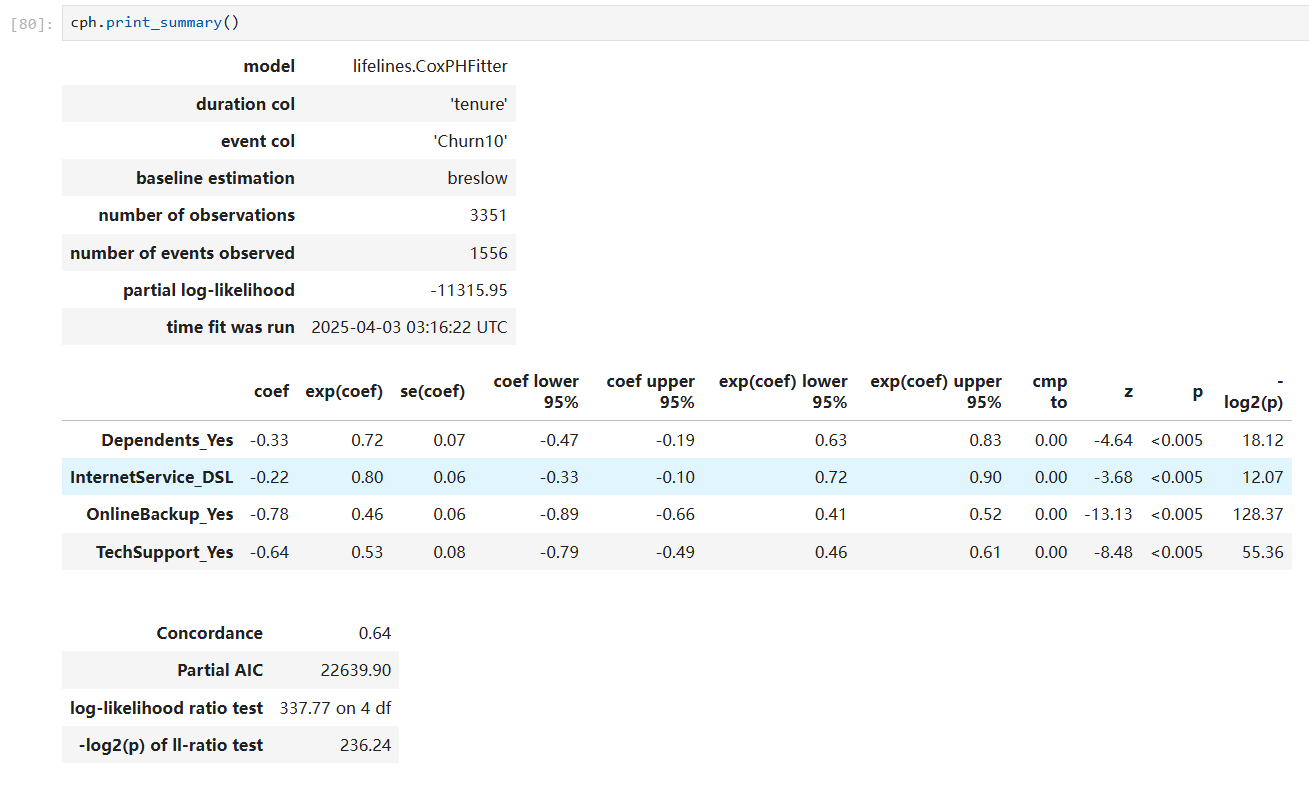 [80]: cph.print_summary()
model lifelines.CoxPHFitter
duration col 'tenure'
event col 'Churn10'
baseline estimation breslow
number of observations 3351
number of events observed 1556
partial log-likelihood -11315.95
time fit was run 2025-04-03 03:16:22 UTC
coef exp(coef) se(coef) coef lower 95% coef upper 95% exp(coef) lower 95% exp(coef) upper 95% cmp to z p -log2(p)
Dependents_Yes -0.33 0.72 0.07 -0.47 -0.19 0.63 0.83 0.00 -4.64 <0.005 18.12
InternetService_DSL -0.22 0.80 0.06 -0.33 -0.10 0.72 0.90 0.00 -3.68 <0.005 12.07
OnlineBackup_Yes -0.78 0.46 0.06 -0.89 -0.66 0.41 0.52 0.00 -13.13 <0.005 128.37
TechSupport_Yes -0.64 0.53 0.08 -0.79 -0.49 0.46 0.61 0.00 -8.48 <0.005 55.36
Concordance 0.64
Partial AIC 22639.90
log-likelihood ratio test 337.77 on 4 df
-log2(p) of ll-ratio test 236.24